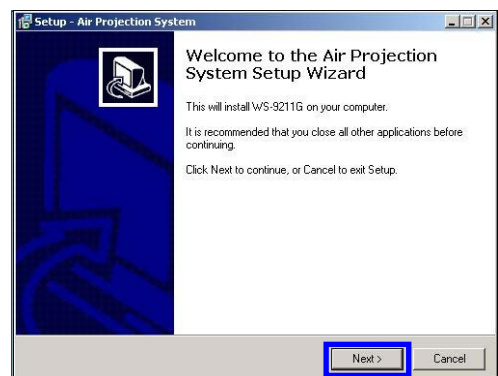 Setup - Air Projection System
Welcome to the Air Projection
System Setup Wizard
This will install WS-9211G on your computer.
It is recommended that you close all other applications before
continuing.
Click Next to continue, or Cancel to exit Setup.
Next >
Cancel